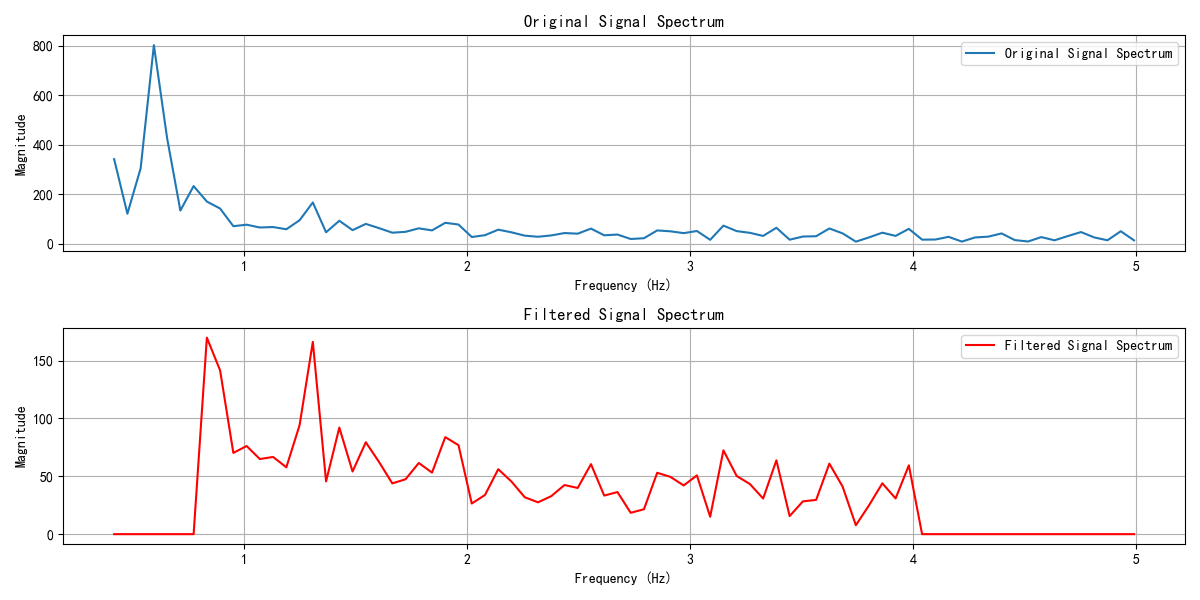 Original Signal Spectrum
Original Signal Spectrum
800
600
400
200
0
Magnitude
1 2 3 4 5
Frequency (Hz)
Filtered Signal Spectrum
Filtered Signal Spectrum
150
100
50
0
Magnitude
1 2 3 4 5
Frequency (Hz)